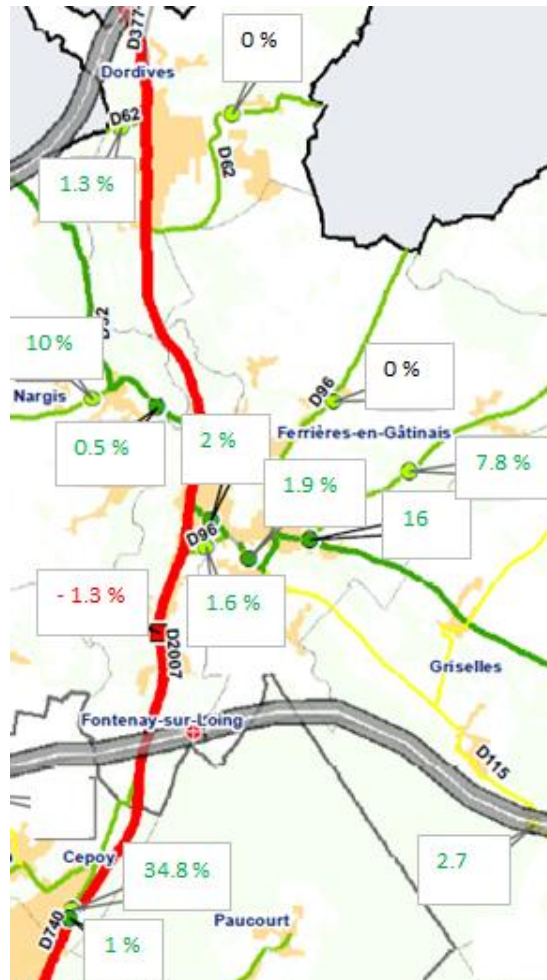 D377
0 %
Dordives
D62
D62
1.3 %
10 %
D96
0 %
Nargis
Ferrières-en-Gâtinais
0.5 %
2 %
7.8 %
1.9 %
16
D96
- 1.3 %
1.6 %
D2007
Griselles
Fontenay-sur-Loing
D115
2.7
Cepoy
34.8 %
D740
Paucourt
1 %